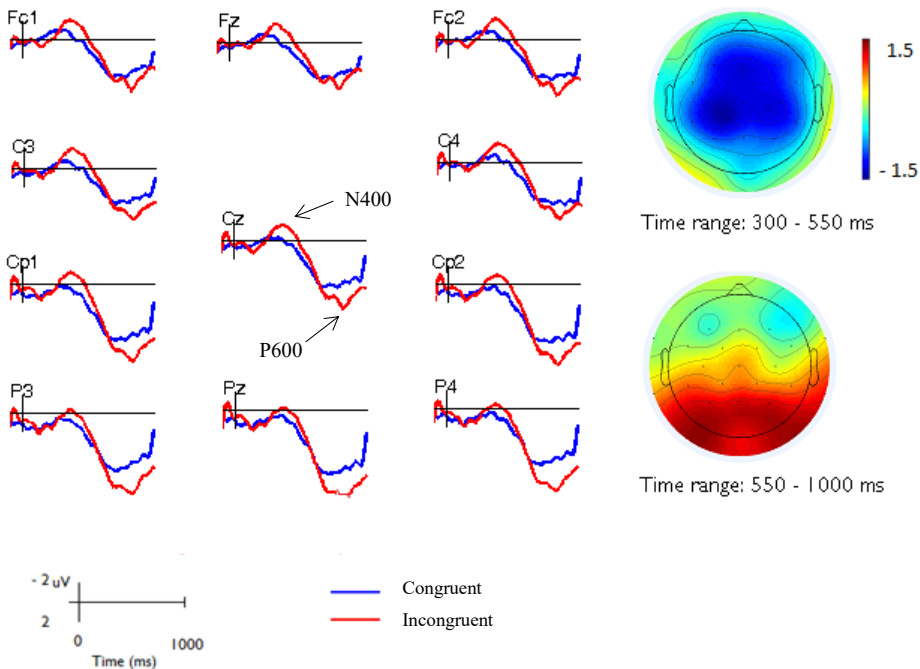 Fc1
Fz
Fc2
1.5
- 1.5
C3
C4
Time range: 300 - 550 ms
N400
Cz
Cp1
Cp2
P600
P3
Pz
P4
Time range: 550 - 1000 ms
- 2 uV
2
0
1000
Time (ms)
Congruent
Incongruent